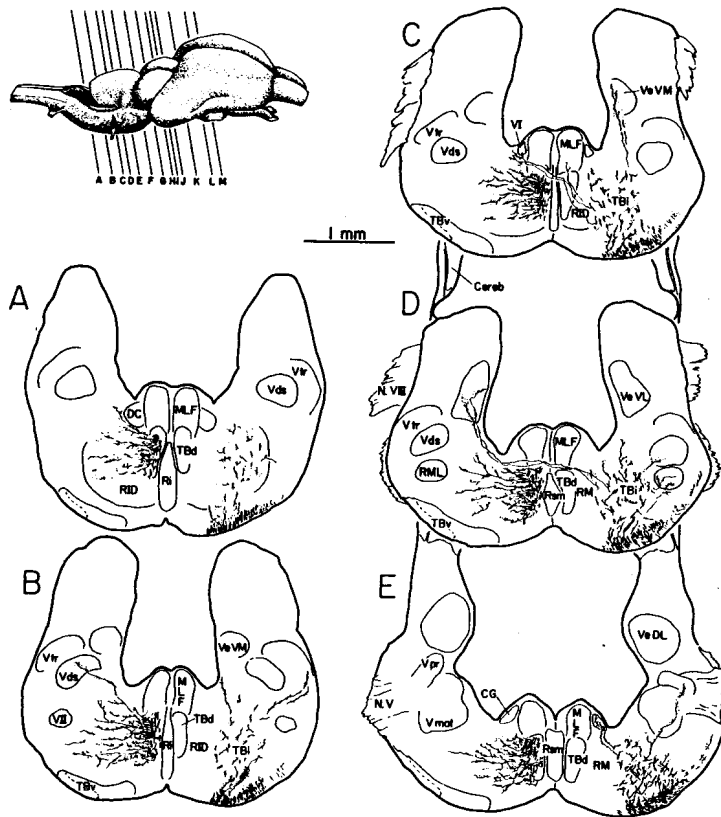 A B C D E F G H I J K L M
1 mm
A
DC
MLF
Vtr
Vds
TBd
RID
Ri
B
Vtr
Vds
VII
TBv
VeVM
M
L
F
TBd
Ri
RID
TBi
C
Vtr
Vds
VI
MLF
VeVM
RID
TBi
TBv
Cereb
D
N. VIII
Vtr
Vds
RML
TBv
MLF
VeVL
TBd
Rsm
RM
TBi
E
Vpr
N.V
Vmot
CG
VeDL
M
L
F
Rsm
TBd
RM